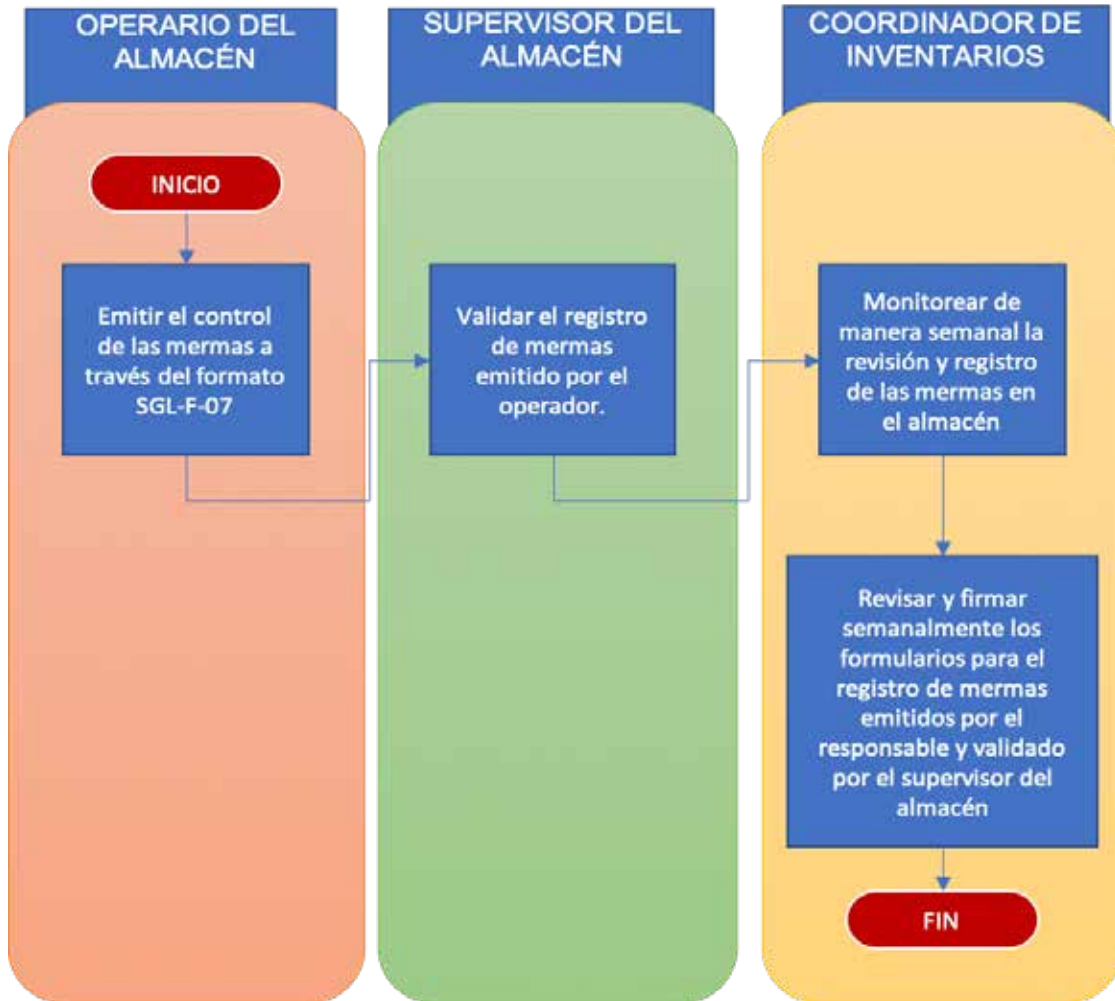 OPERARIO DEL
ALMACÉN
SUPERVISOR DEL
ALMACÉN
COORDINADOR DE
INVENTARIOS
INICIO
Emitir el control
de las mermas a
través del formato
SGL-F-07
Validar el registro
de mermas
emitido por el
operador.
Monitorear de
manera semanal la
revisión y registro
de las mermas en
el almacén
Revisar y firmar
semanalmente los
formularios para el
registro de mermas
emitidos por el
responsable y validado
por el supervisor del
almacén
FIN